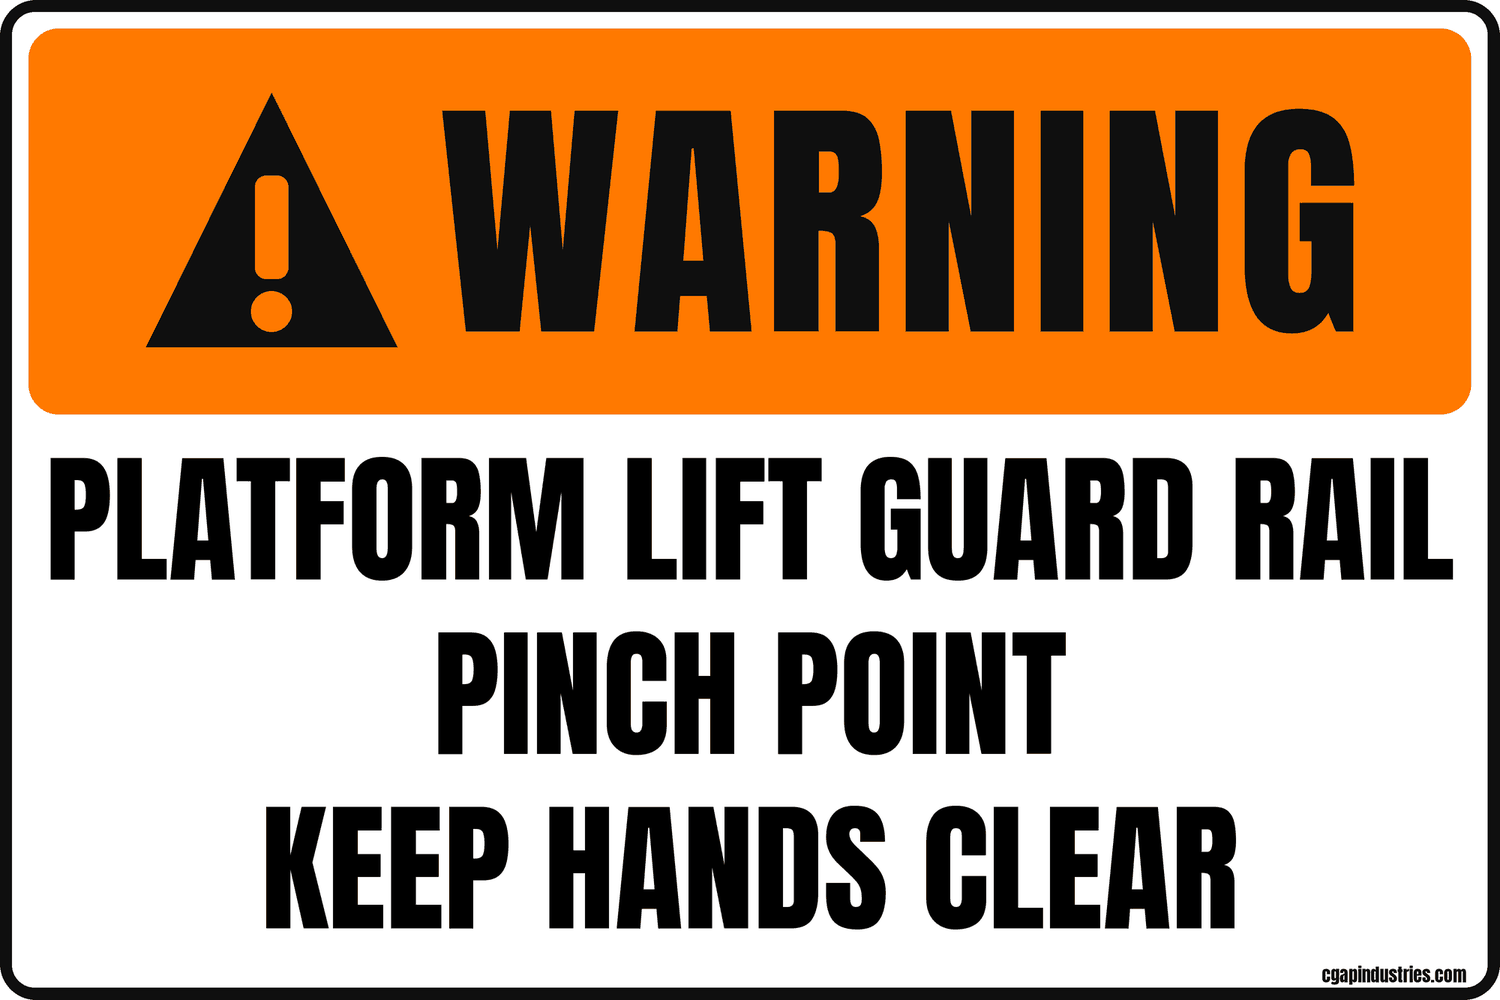 WARNING
PLATFORM LIFT GUARD RAIL
PINCH POINT
KEEP HANDS CLEAR
cgapindustries.com